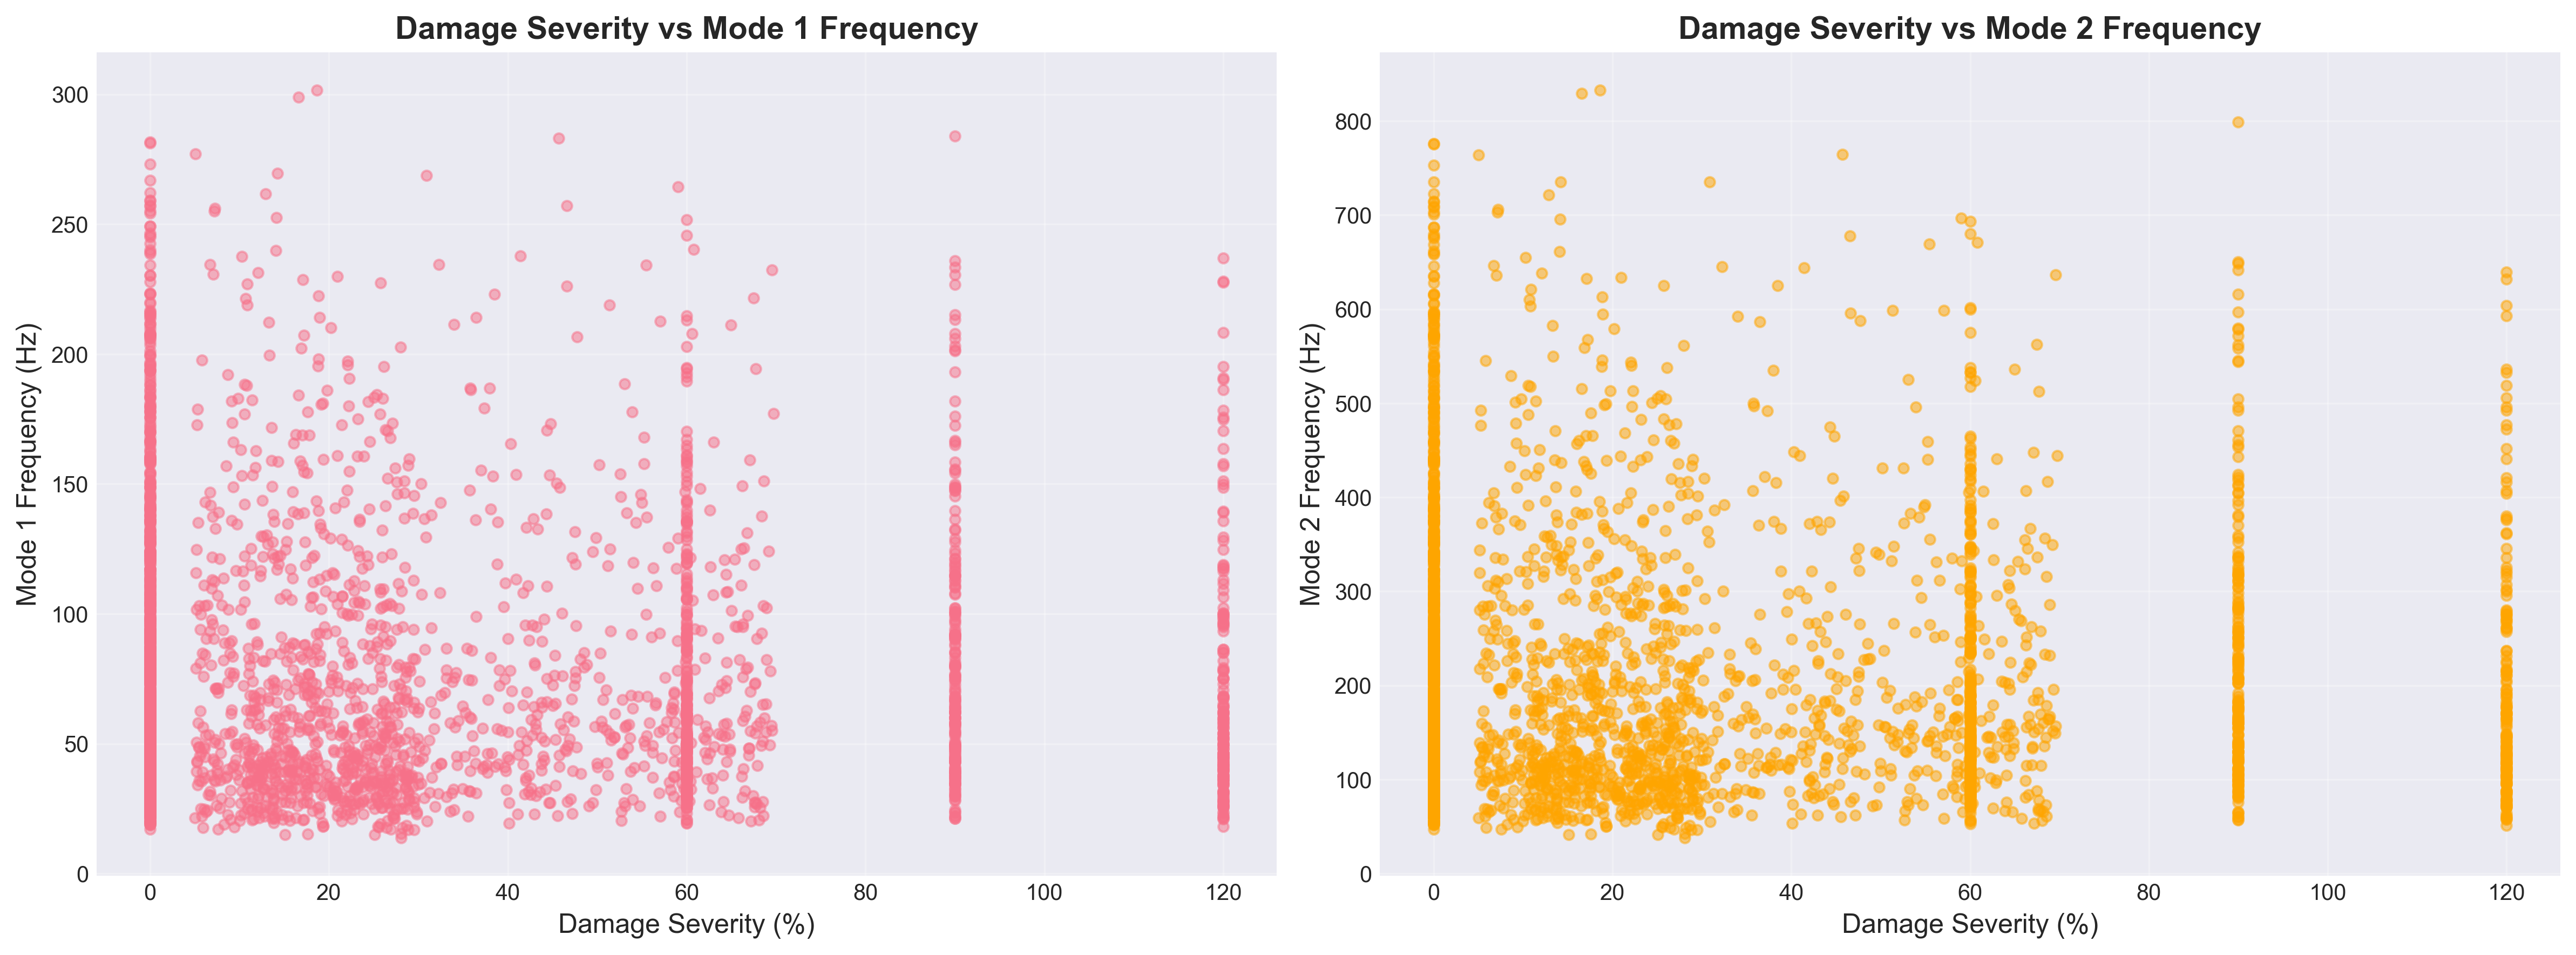 Damage Severity vs Mode 1 Frequency
Mode 1 Frequency (Hz)
300
250
200
150
100
50
0
0 20 40 60 80 100 120
Damage Severity (%)
Damage Severity vs Mode 2 Frequency
Mode 2 Frequency (Hz)
800
700
600
500
400
300
200
100
0
0 20 40 60 80 100 120
Damage Severity (%)